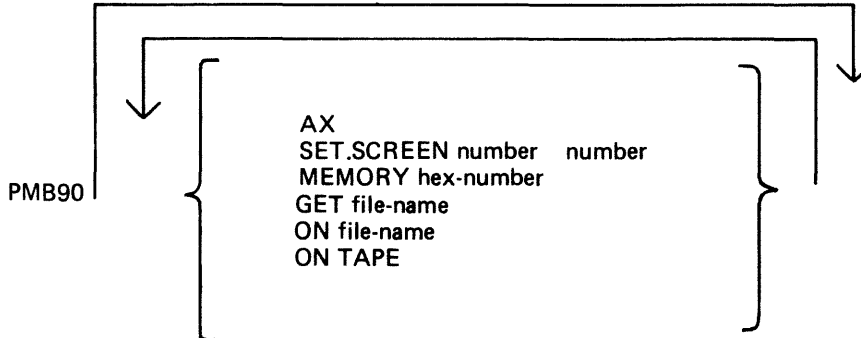 AX
SET.SCREEN number number
MEMORY hex-number
PMB90
GET file-name
ON file-name
ON TAPE